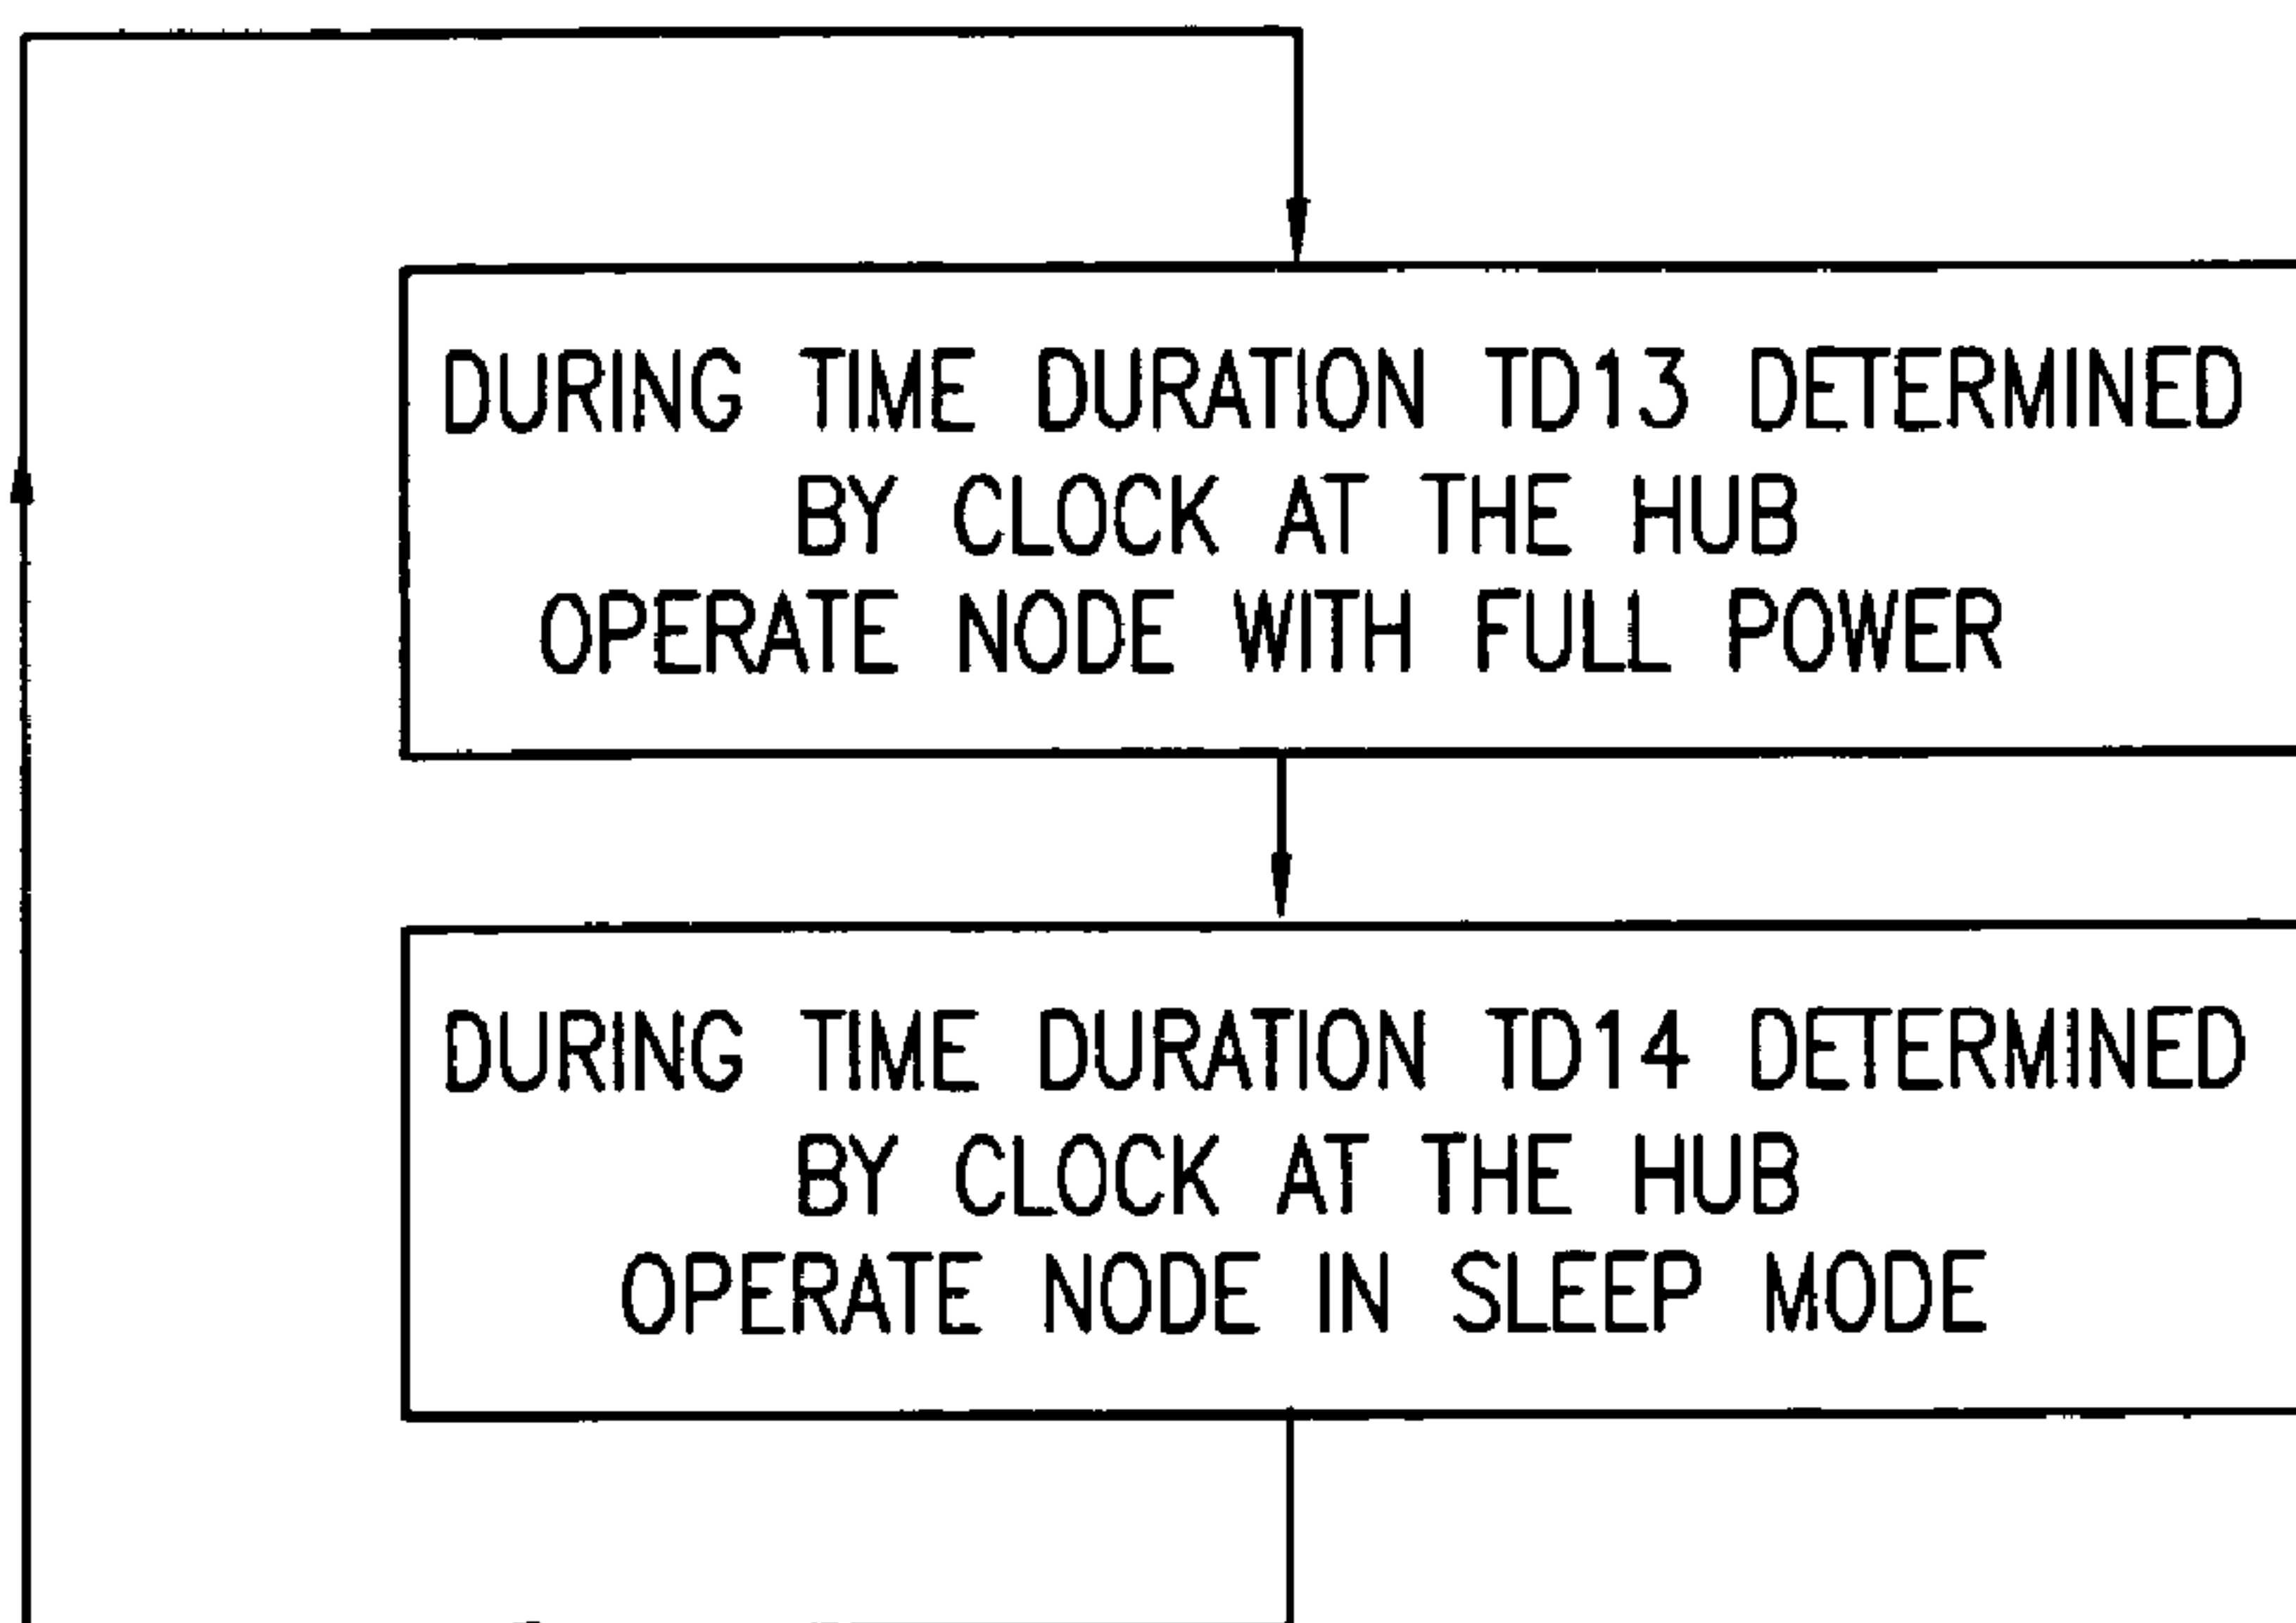 DURING TIME DURATION TD13 DETERMINED
BY CLOCK AT THE HUB
OPERATE NODE WITH FULL POWER
DURING TIME DURATION TD14 DETERMINED
BY CLOCK AT THE HUB
OPERATE NODE IN SLEEP MODE